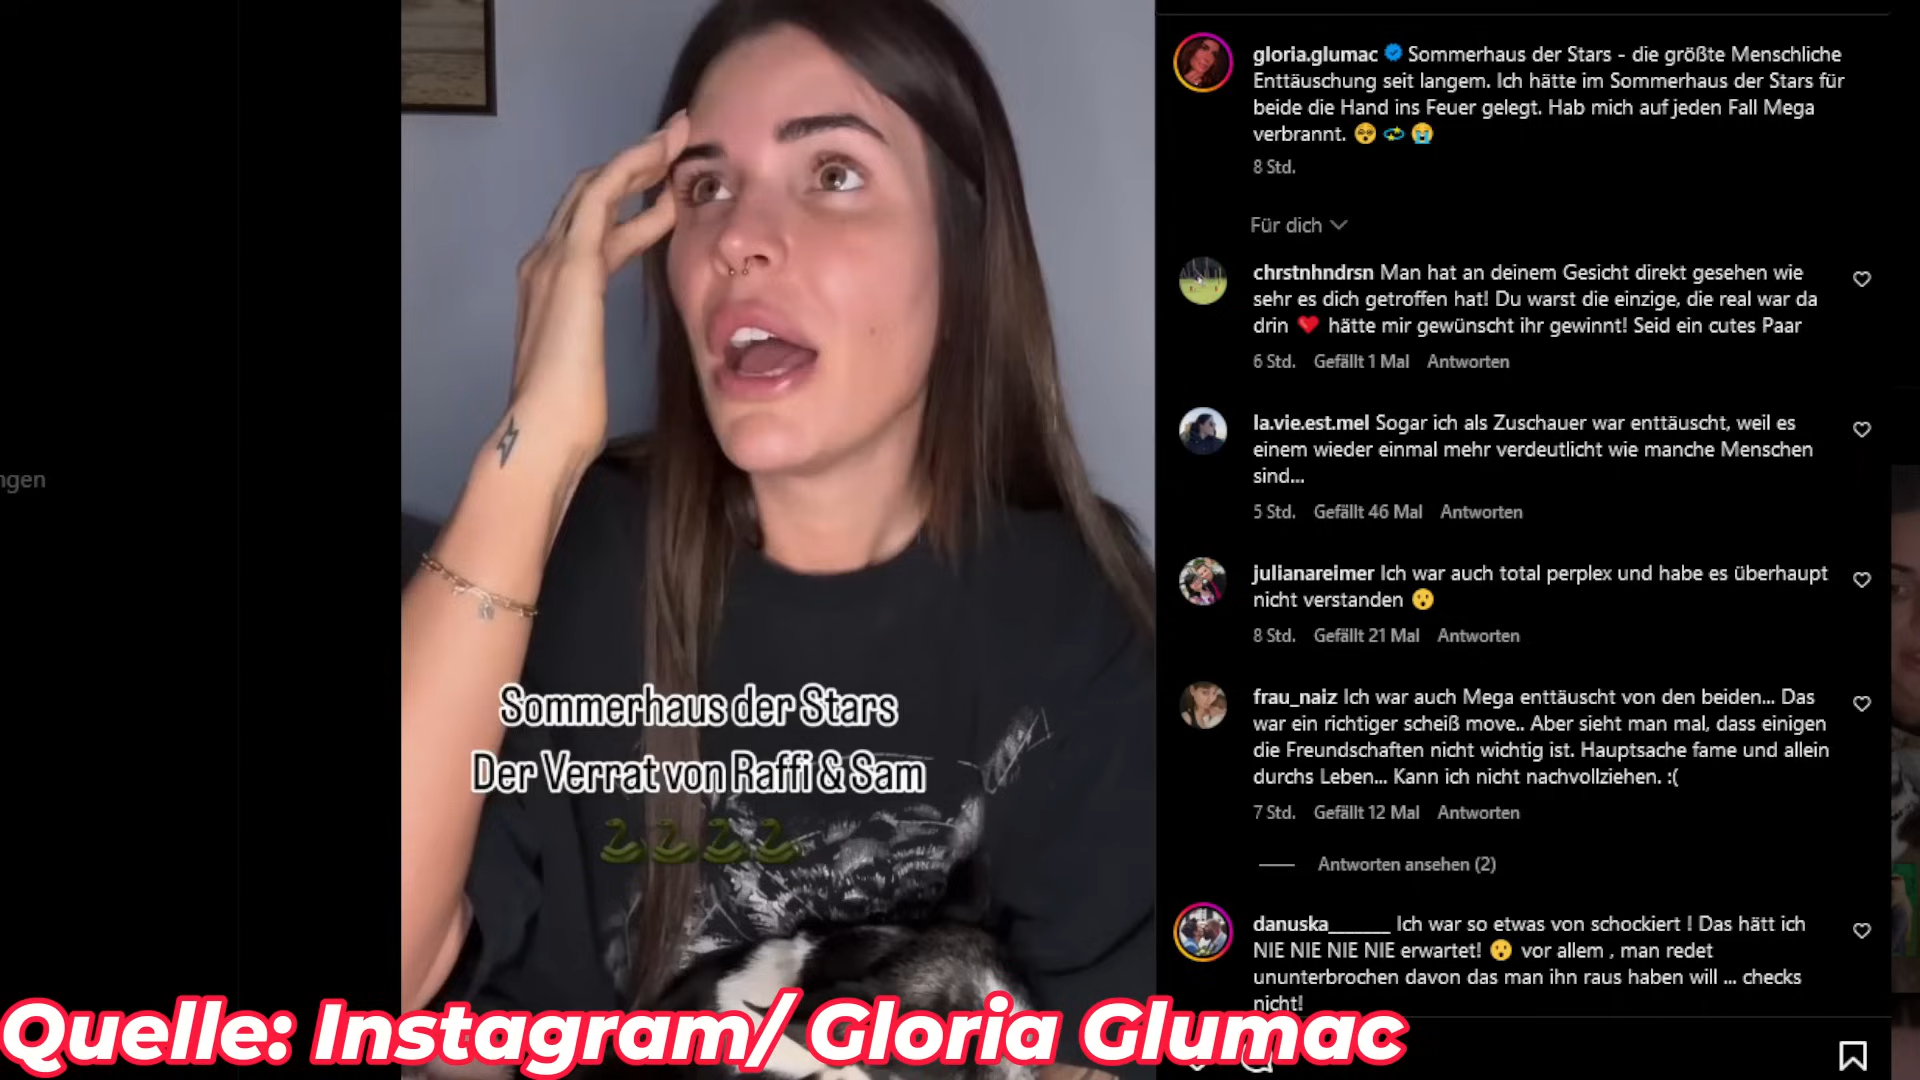 ngen
Sommerhaus der Stars
Der Verrat von Raffi & Sam
Quelle: Instagram/ Gloria Glumac
gloria.glumac Sommerhaus der Stars - die größte Menschliche
Enttäuschung seit langem. Ich hätte im Sommerhaus der Stars für
beide die Hand ins Feuer gelegt. Hab mich auf jeden Fall Mega
verbrannt. 😵‍💫😭
8 Std.
Für dich
chrstnhndrsn Man hat an deinem Gesicht direkt gesehen wie
sehr es dich getroffen hat! Du warst die einzige, die real war da
drin ❤️ hätte mir gewünscht ihr gewinnt! Seid ein cutes Paar
6 Std. Gefällt 1 Mal Antworten
la.vie.est.mel Sogar ich als Zuschauer war enttäuscht, weil es
einem wieder einmal mehr verdeutlicht wie manche Menschen
sind...
5 Std. Gefällt 46 Mal Antworten
julianareimer Ich war auch total perplex und habe es überhaupt
nicht verstanden 😮
8 Std. Gefällt 21 Mal Antworten
frau_naiz Ich war auch Mega enttäuscht von den beiden... Das
war ein richtiger scheiß move.. Aber sieht man mal, dass einigen
die Freundschaften nicht wichtig ist. Hauptsache fame und allein
durchs Leben... Kann ich nicht nachvollziehen. :(
7 Std. Gefällt 12 Mal Antworten
Antworten ansehen (2)
danuska_______ Ich war so etwas von schockiert ! Das hätt ich
NIE NIE NIE NIE erwartet! 😮 vor allem , man redet
ununterbrochen davon das man ihn raus haben will ... checks
nicht!